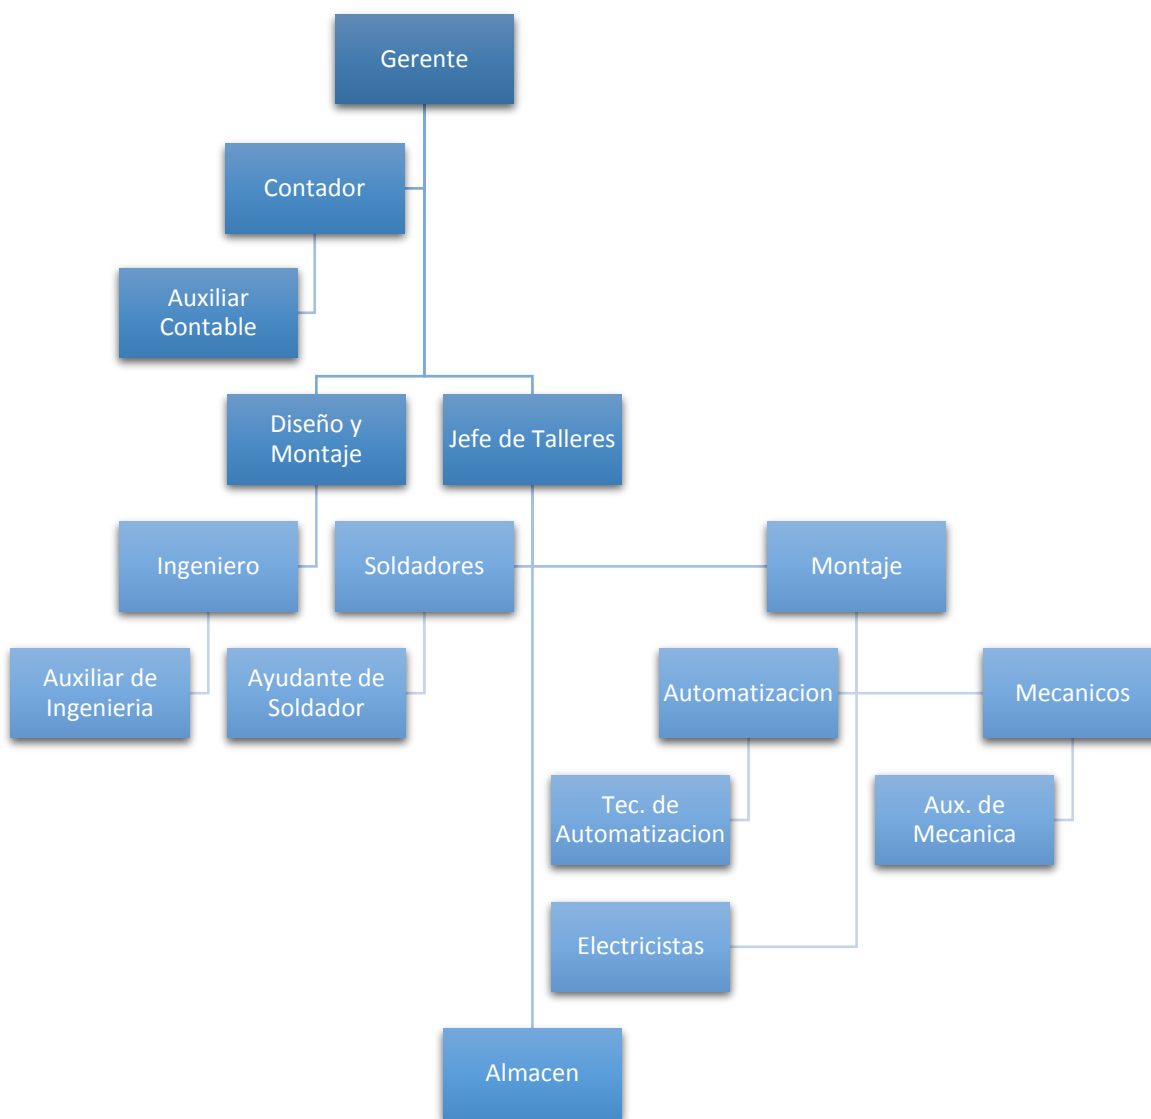 Gerente
Contador
Auxiliar
Contable
Diseño y
Montaje
Jefe de Talleres
Ingeniero
Soldadores
Montaje
Auxiliar de
Ingenieria
Ayudante de
Soldador
Automatizacion
Mecanicos
Tec. de
Automatizacion
Aux. de
Mecanica
Electricistas
Almacen